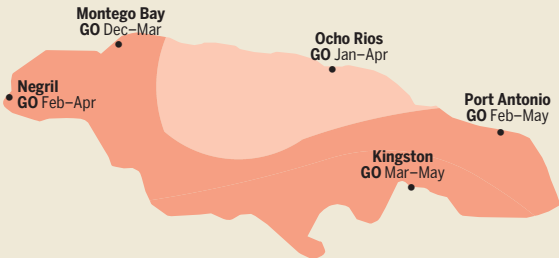 Montego Bay
GO Dec–Mar
Ocho Rios
GO Jan–Apr
Negril
GO Feb–Apr
Port Antonio
GO Feb–May
Kingston
GO Mar–May